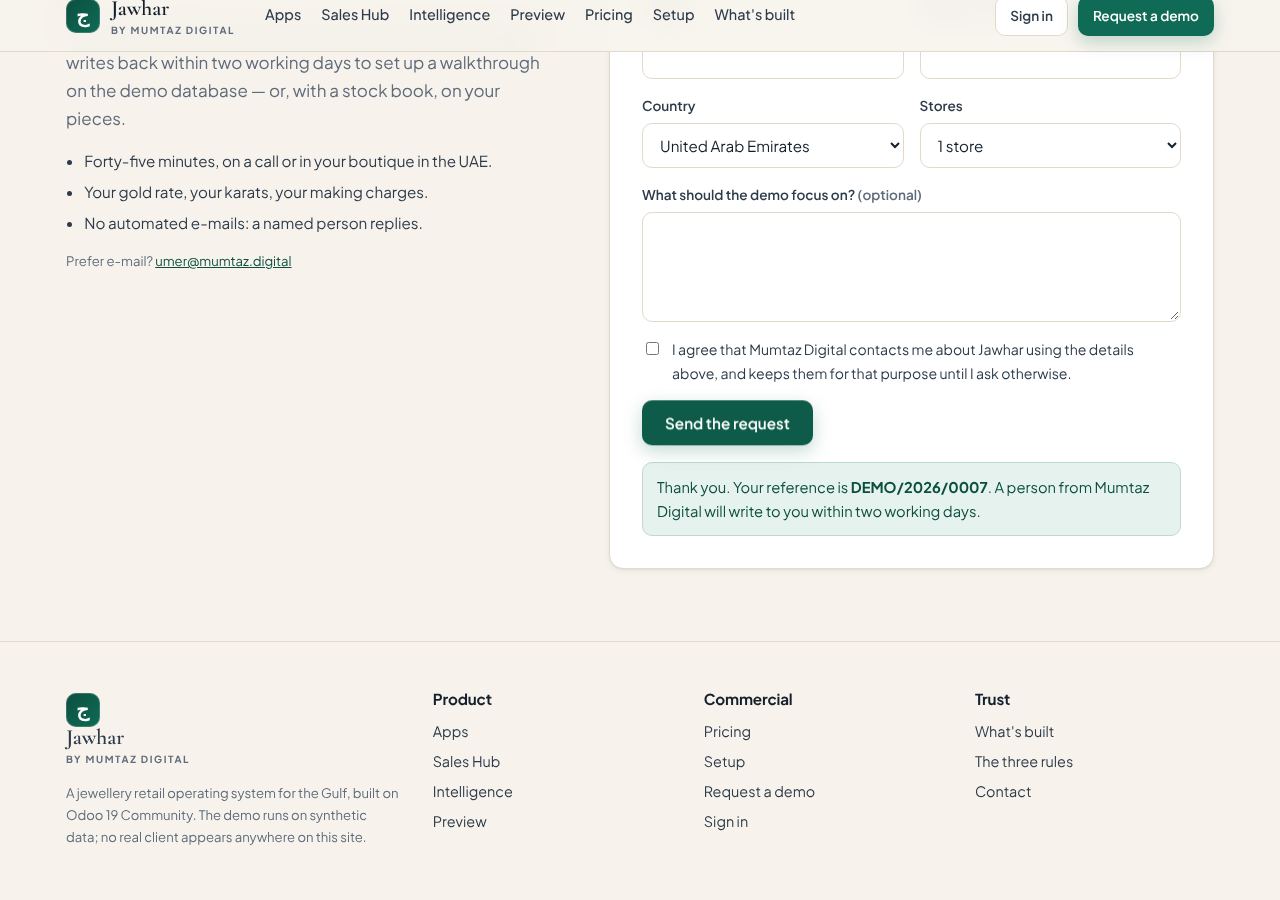 ج
Jawhar
BY MUMTAZ DIGITAL
Apps
Sales Hub
Intelligence
Preview
Pricing
Setup
What's built
Sign in
Request a demo
writes back within two working days to set up a walkthrough
on the demo database — or, with a stock book, on your
pieces.
• Forty-five minutes, on a call or in your boutique in the UAE.
• Your gold rate, your karats, your making charges.
• No automated e-mails: a named person replies.
Prefer e-mail? umer@mumtaz.digital
Country
Stores
United Arab Emirates
1 store
What should the demo focus on? (optional)
I agree that Mumtaz Digital contacts me about Jawhar using the details
above, and keeps them for that purpose until I ask otherwise.
Send the request
Thank you. Your reference is DEMO/2026/0007. A person from Mumtaz
Digital will write to you within two working days.
ج
Jawhar
BY MUMTAZ DIGITAL
A jewellery retail operating system for the Gulf, built on
Odoo 19 Community. The demo runs on synthetic
data; no real client appears anywhere on this site.
Product
Apps
Sales Hub
Intelligence
Preview
Commercial
Pricing
Setup
Request a demo
Sign in
Trust
What's built
The three rules
Contact